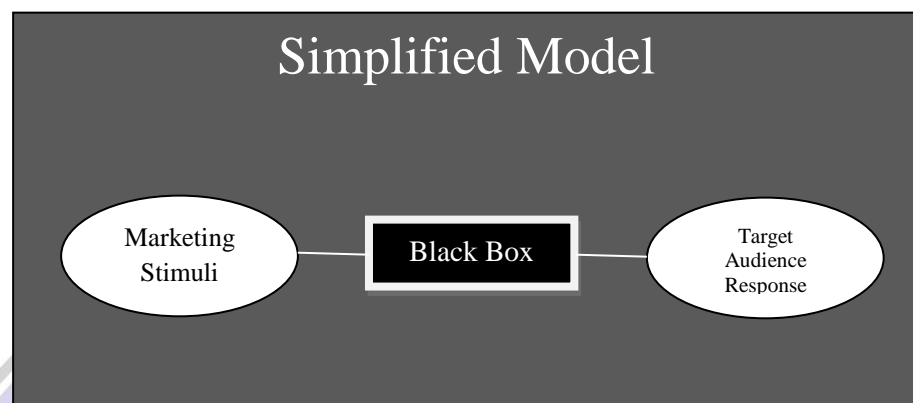 Simplified Model
Marketing
Stimuli
Black Box
Target
Audience
Response